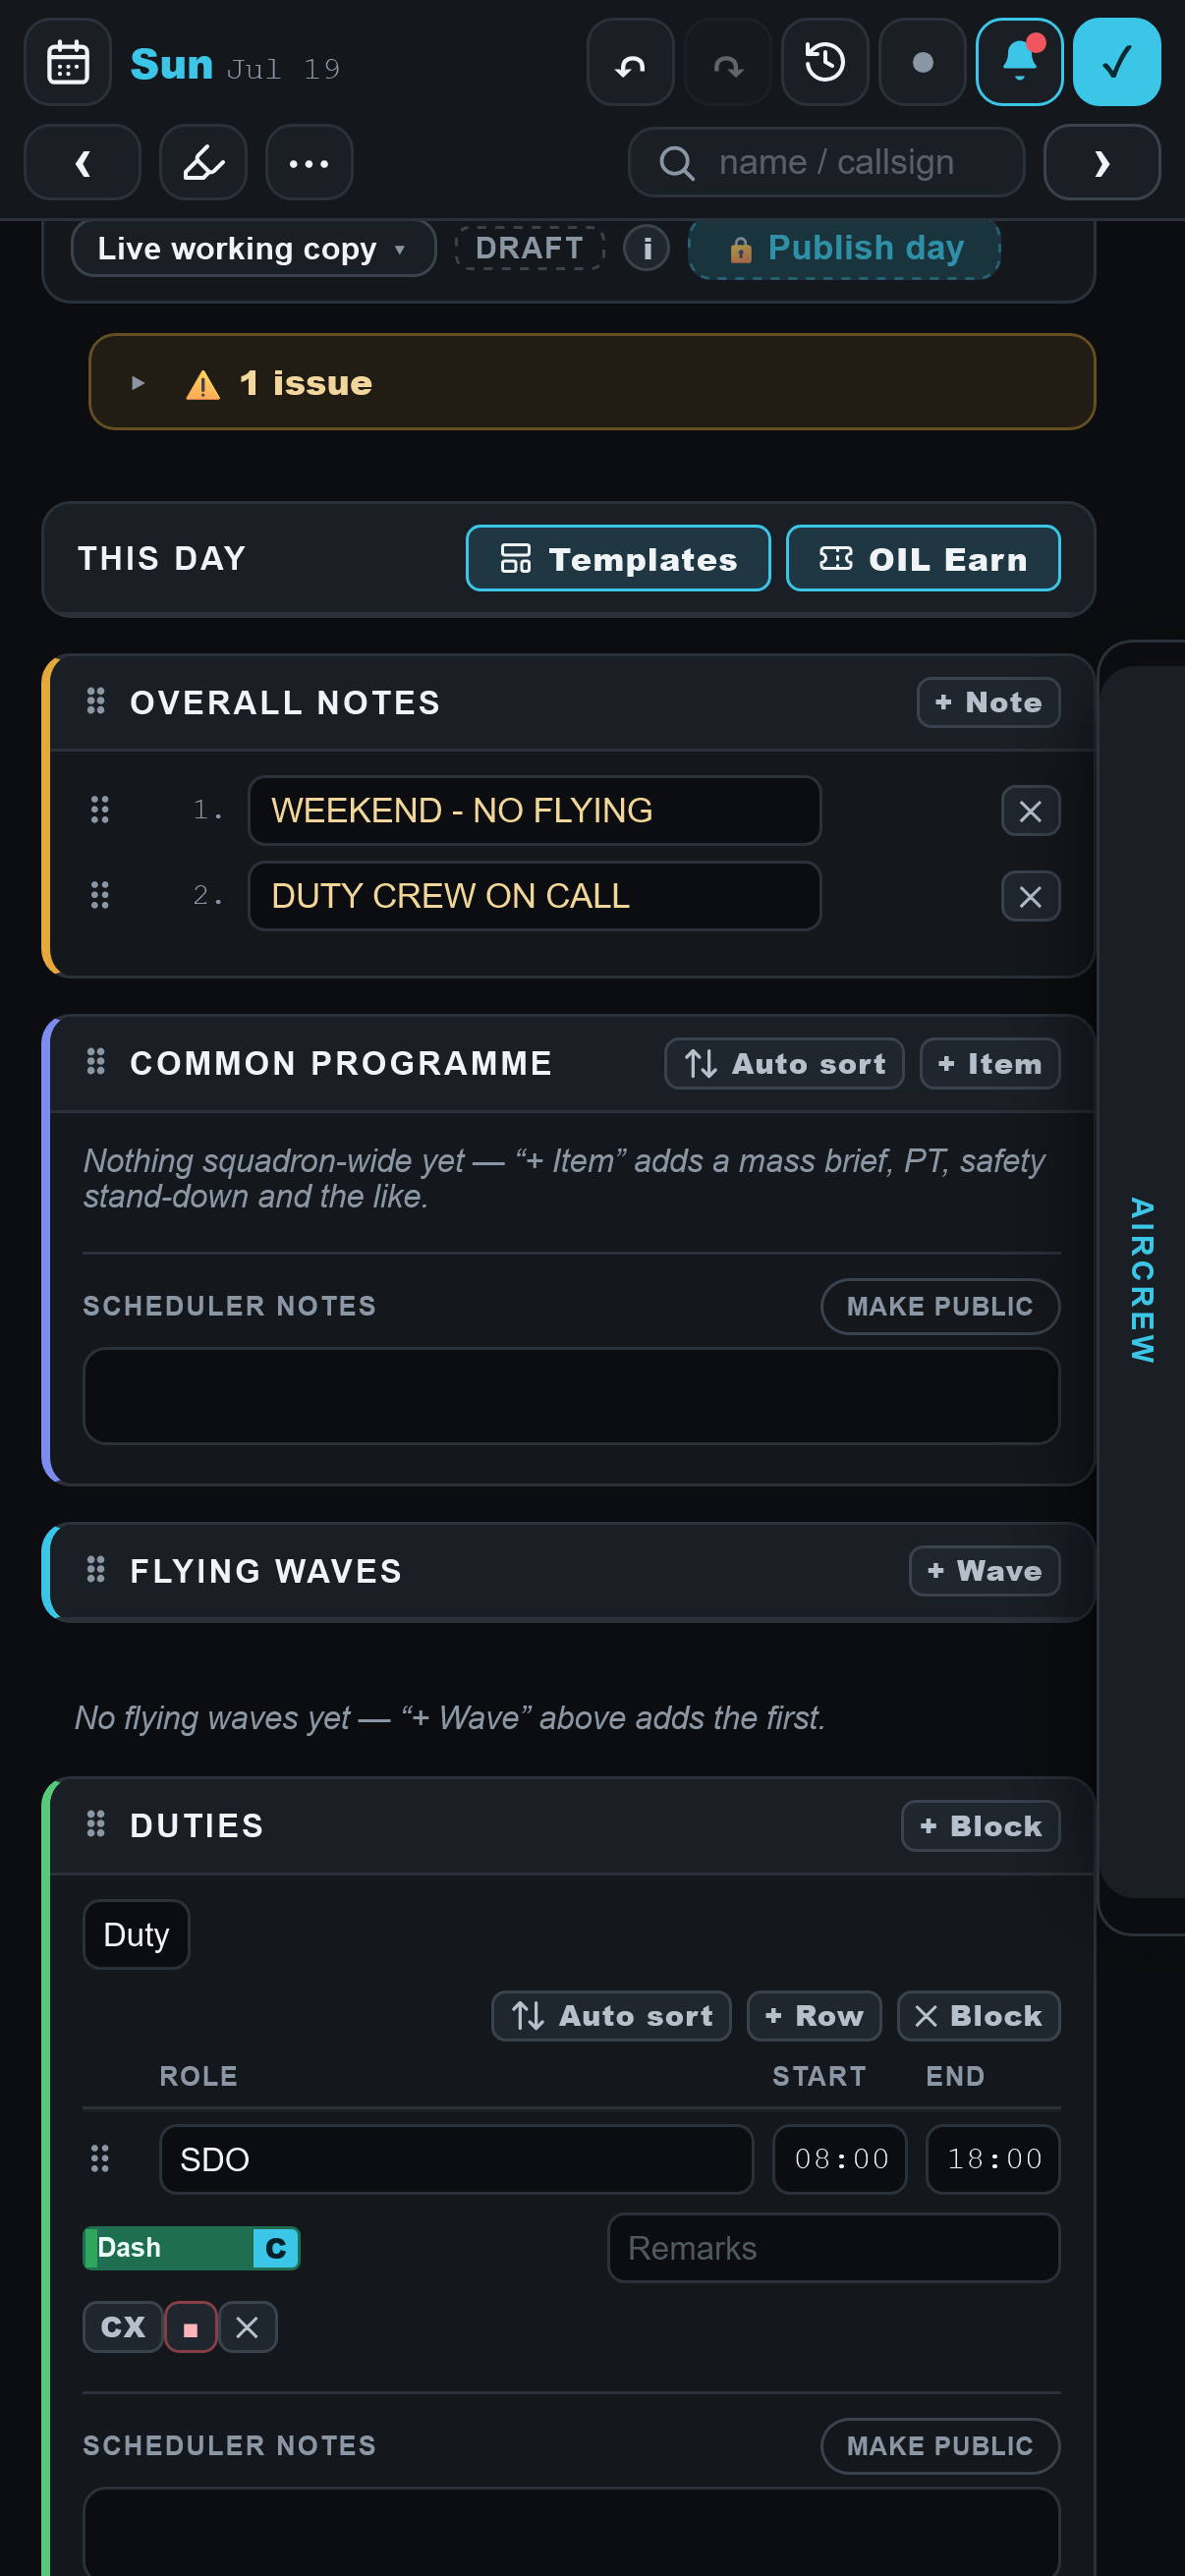 Sun Jul 19
name / callsign
Live working copy DRAFT i Publish day
1 issue
THIS DAY Templates OIL Earn
OVERALL NOTES + Note
1. WEEKEND - NO FLYING
2. DUTY CREW ON CALL
COMMON PROGRAMME Auto sort + Item
Nothing squadron-wide yet — “+ Item” adds a mass brief, PT, safety
stand-down and the like.
SCHEDULER NOTES MAKE PUBLIC
AIRCREW
FLYING WAVES + Wave
No flying waves yet — “+ Wave” above adds the first.
DUTIES + Block
Duty
Auto sort + Row × Block
ROLE START END
SDO 08:00 18:00
Dash C Remarks
CX
SCHEDULER NOTES MAKE PUBLIC